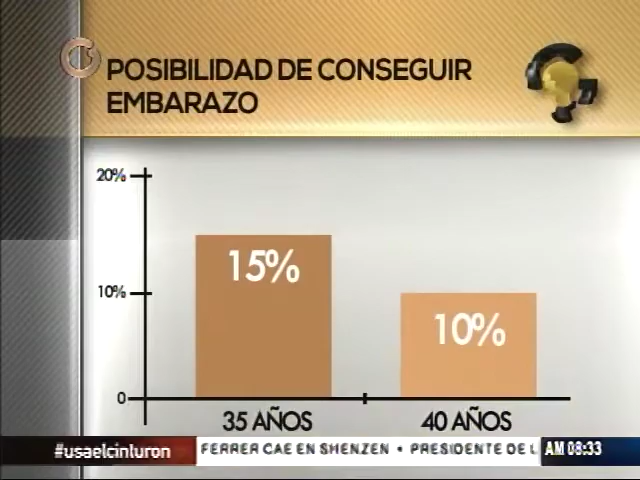 POSIBILIDAD DE CONSEGUIR
EMBARAZO
20%
15%
10%
10%
0
35 AÑOS
40 AÑOS
#usaelcinturon
FERRER CAE EN SHENZEN • PRESIDENTE DE L
AM 08:33